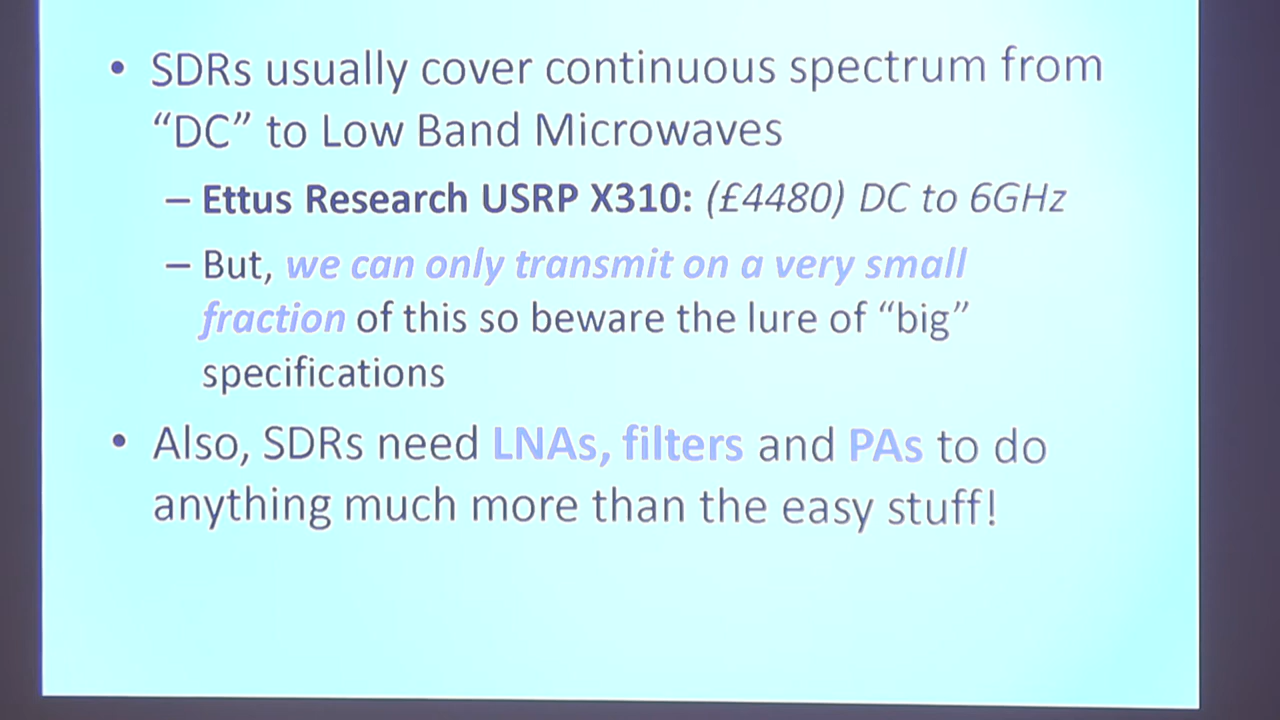 • SDRs usually cover continuous spectrum from
“DC” to Low Band Microwaves
– Ettus Research USRP X310: (£4480) DC to 6GHz
– But, we can only transmit on a very small
fraction of this so beware the lure of “big”
specifications
• Also, SDRs need LNAs, filters and PAs to do
anything much more than the easy stuff!